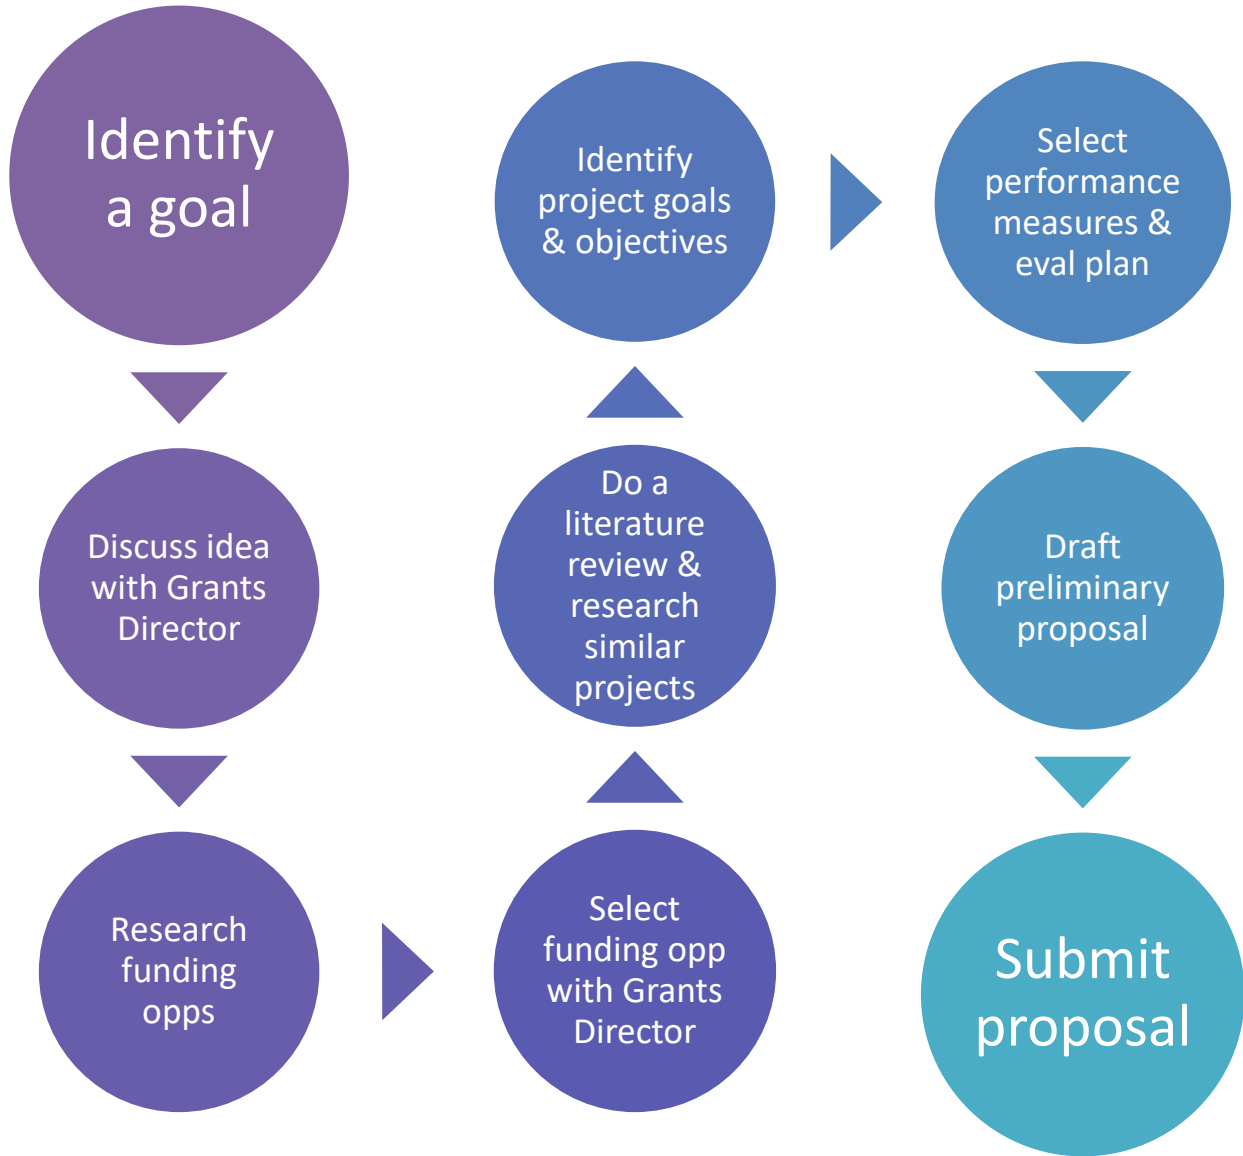 Identify
a goal
Discuss idea
with Grants
Director
Research
funding
opps
Select
funding opp
with Grants
Director
Do a
literature
review &
research
similar
projects
Identify
project goals
& objectives
Select
performance
measures &
eval plan
Draft
preliminary
proposal
Submit
proposal